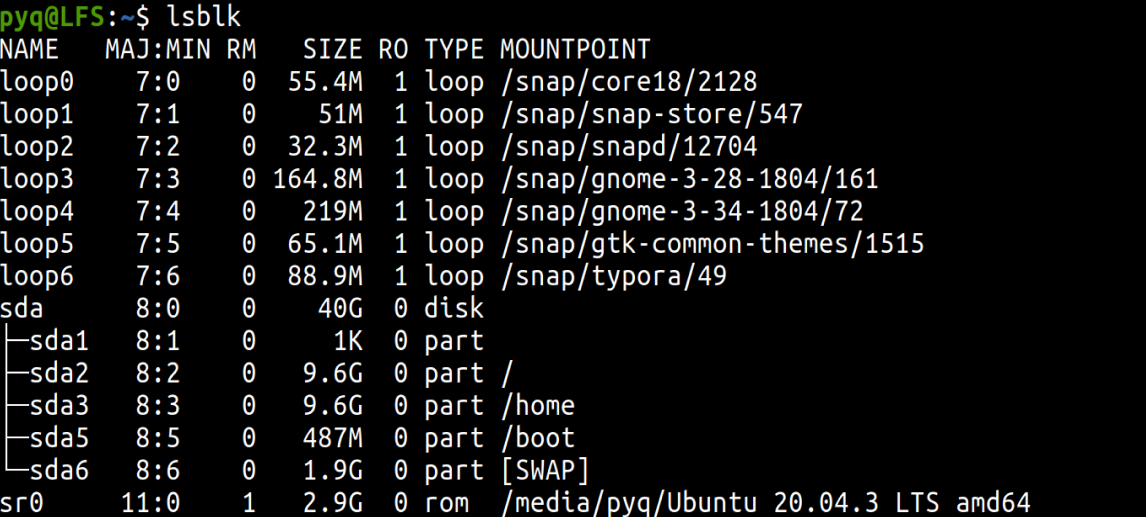 pyq@LFS:~$ lsblk
NAME   MAJ:MIN RM   SIZE RO TYPE MOUNTPOINT
loop0    7:0    0  55.4M  1 loop /snap/core18/2128
loop1    7:1    0    51M  1 loop /snap/snap-store/547
loop2    7:2    0  32.3M  1 loop /snap/snapd/12704
loop3    7:3    0 164.8M  1 loop /snap/gnome-3-28-1804/161
loop4    7:4    0   219M  1 loop /snap/gnome-3-34-1804/72
loop5    7:5    0  65.1M  1 loop /snap/gtk-common-themes/1515
loop6    7:6    0  88.9M  1 loop /snap/typora/49
sda      8:0    0    40G  0 disk
├─sda1   8:1    0     1K  0 part
├─sda2   8:2    0   9.6G  0 part /
├─sda3   8:3    0   9.6G  0 part /home
├─sda5   8:5    0   487M  0 part /boot
└─sda6   8:6    0   1.9G  0 part [SWAP]
sr0     11:0    1   2.9G  0 rom  /media/pyq/Ubuntu 20.04.3 LTS amd64